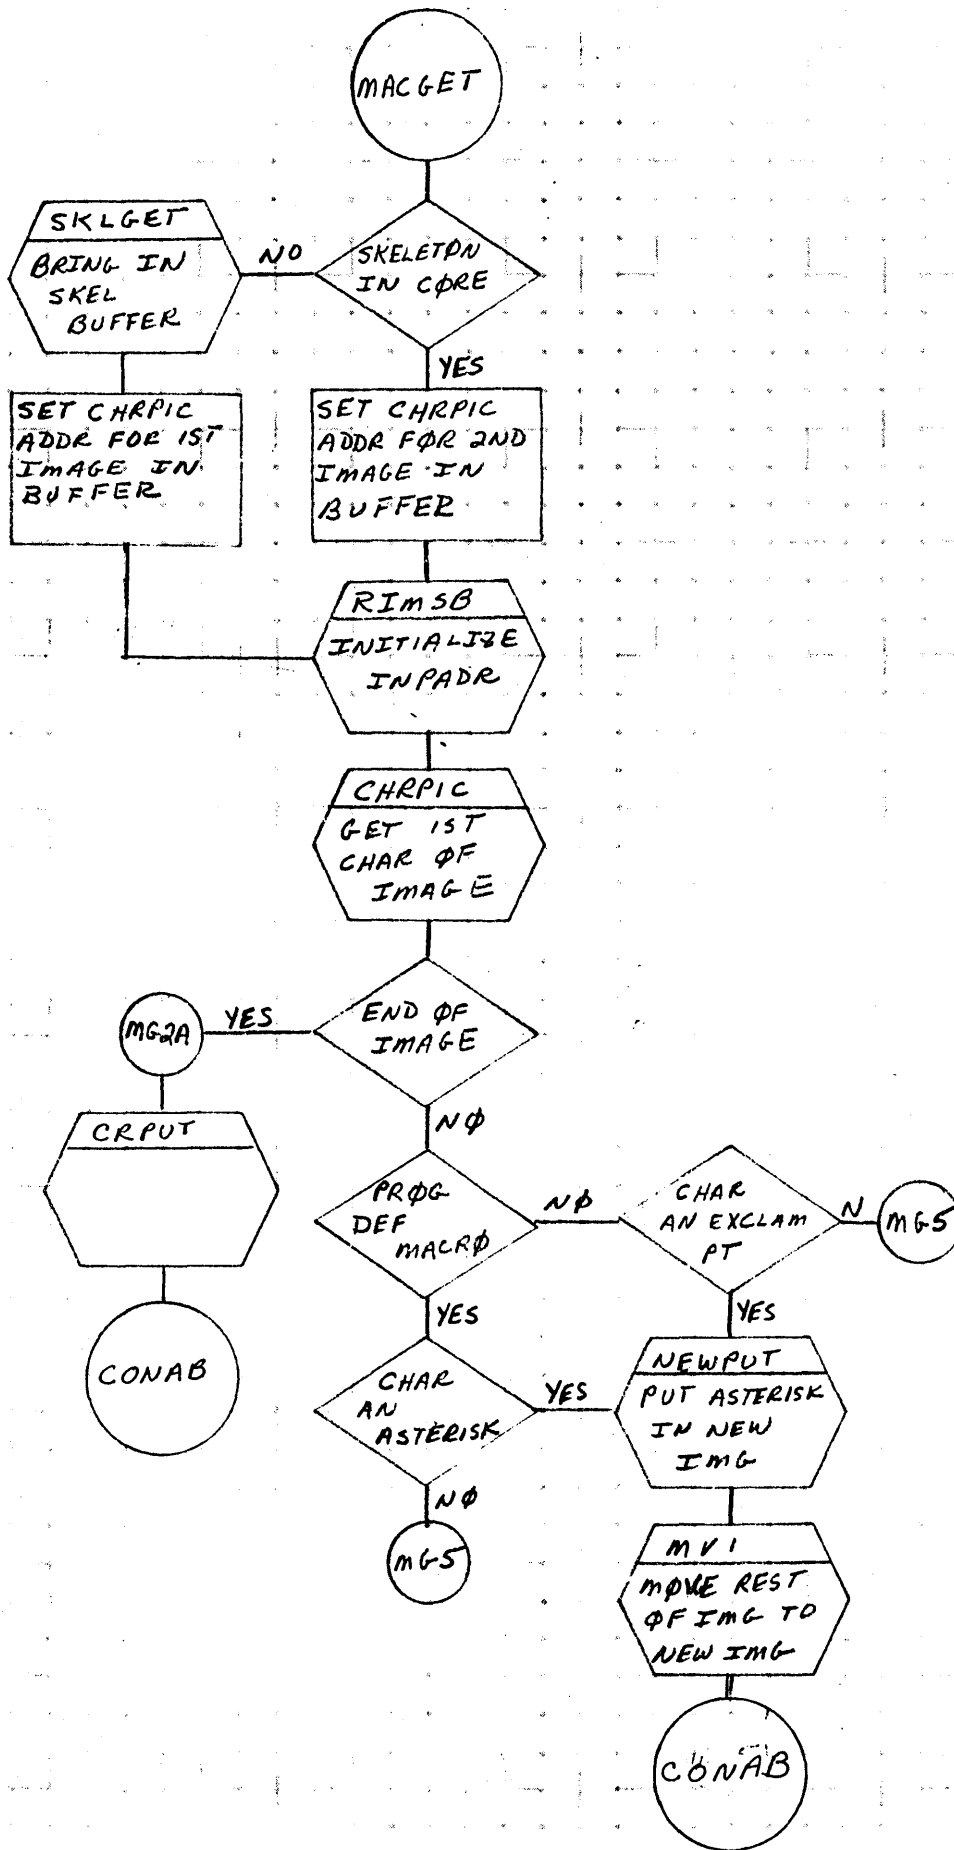 MACGET
SKLGET
BRING IN
SKEL
BUFFER
NO
SKELETØN
IN CØRE
YES
SET CHRPIC
ADDR FOR 1ST
IMAGE IN
BUFFER
SET CHRPIC
ADDR FØR 2ND
IMAGE IN
BUFFER
RIMSB
INITIALIZE
INPADR
CHRPIC
GET 1ST
CHAR ØF
IMAGE
MG2A
YES
END ØF
IMAGE
NØ
CRPUT
CONAB
PRØG
DEF
MACRØ
NØ
CHAR
AN EXCLAM
PT
N
MG5
YES
YES
CHAR
AN
ASTERISK
YES
NEWPUT
PUT ASTERISK
IN NEW
IMG
NØ
MG5
MV1
MØVE REST
ØF IMG TO
NEW IMG
CONAB